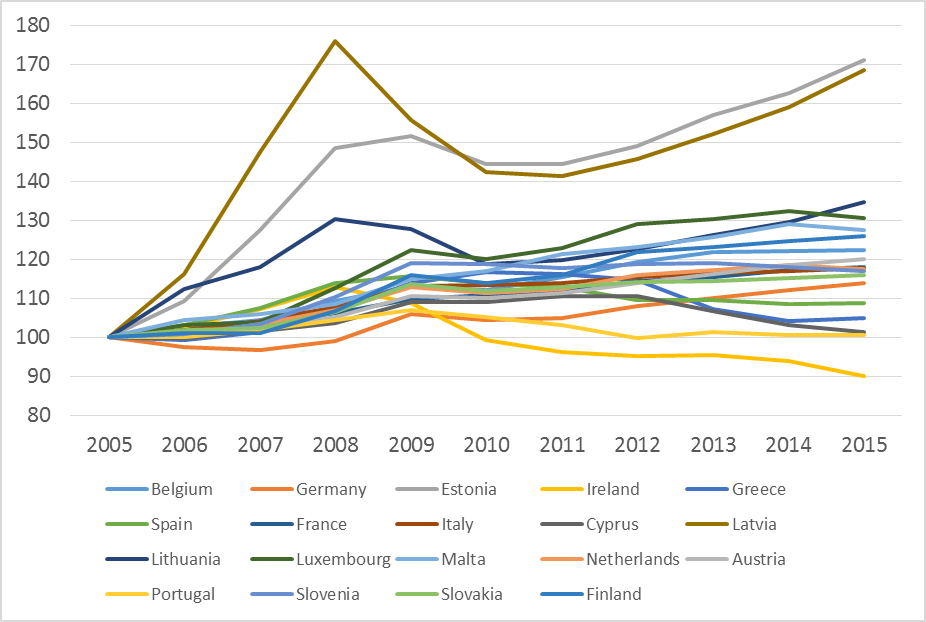 180
170
160
150
140
130
120
110
100
90
80
2005 2006 2007 2008 2009 2010 2011 2012 2013 2014 2015
Belgium Germany Estonia Ireland Greece
Spain France Italy Cyprus Latvia
Lithuania Luxembourg Malta Netherlands Austria
Portugal Slovenia Slovakia Finland